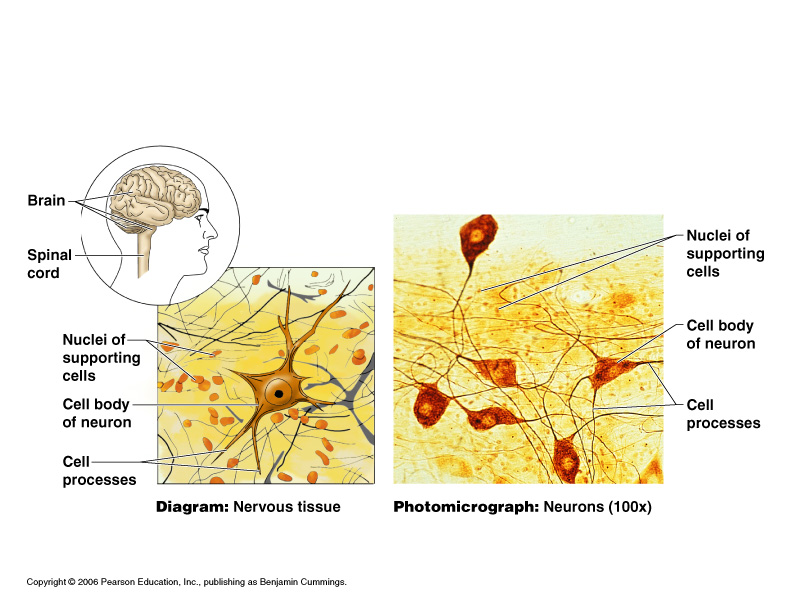 Brain
Spinal
cord
Nuclei of
supporting
cells
Cell body
of neuron
Cell
processes
Diagram: Nervous tissue
Nuclei of
supporting
cells
Cell body
of neuron
Cell
processes
Photomicrograph: Neurons (100x)
Copyright © 2006 Pearson Education, Inc., publishing as Benjamin Cummings.